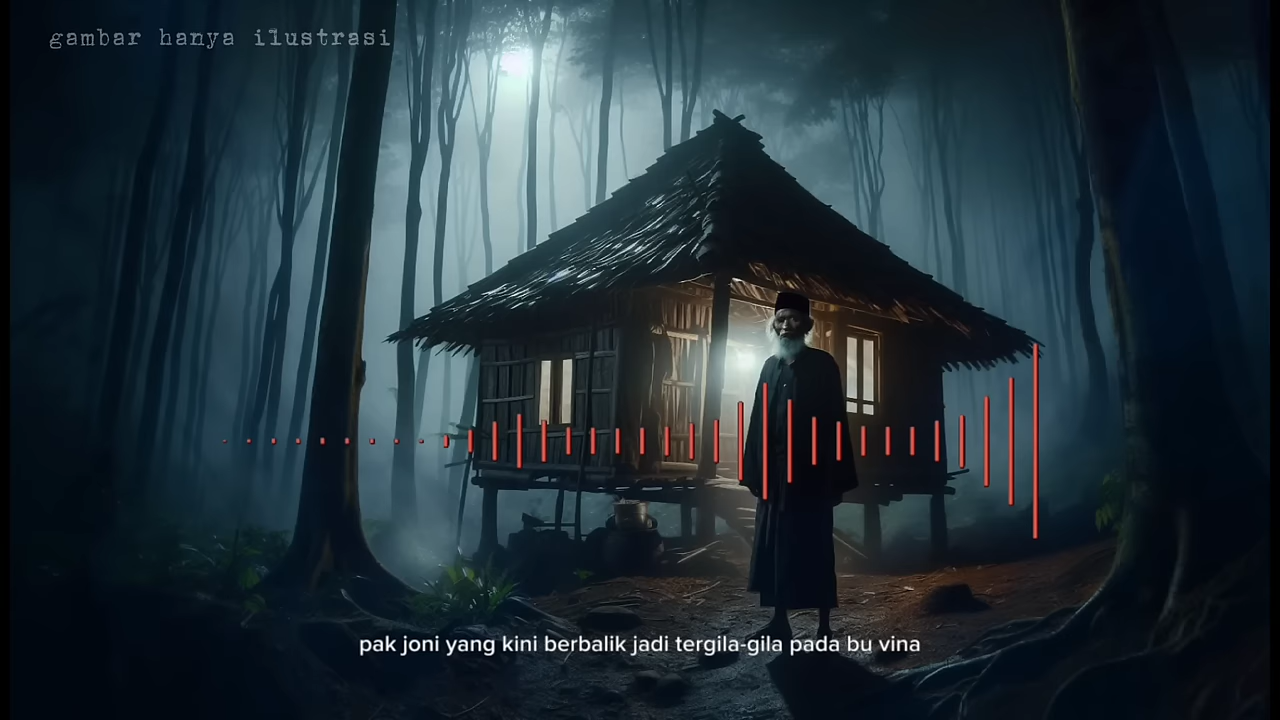 gambar hanya ilustrasi
pak joni yang kini berbalik jadi tergila-gila pada bu vina